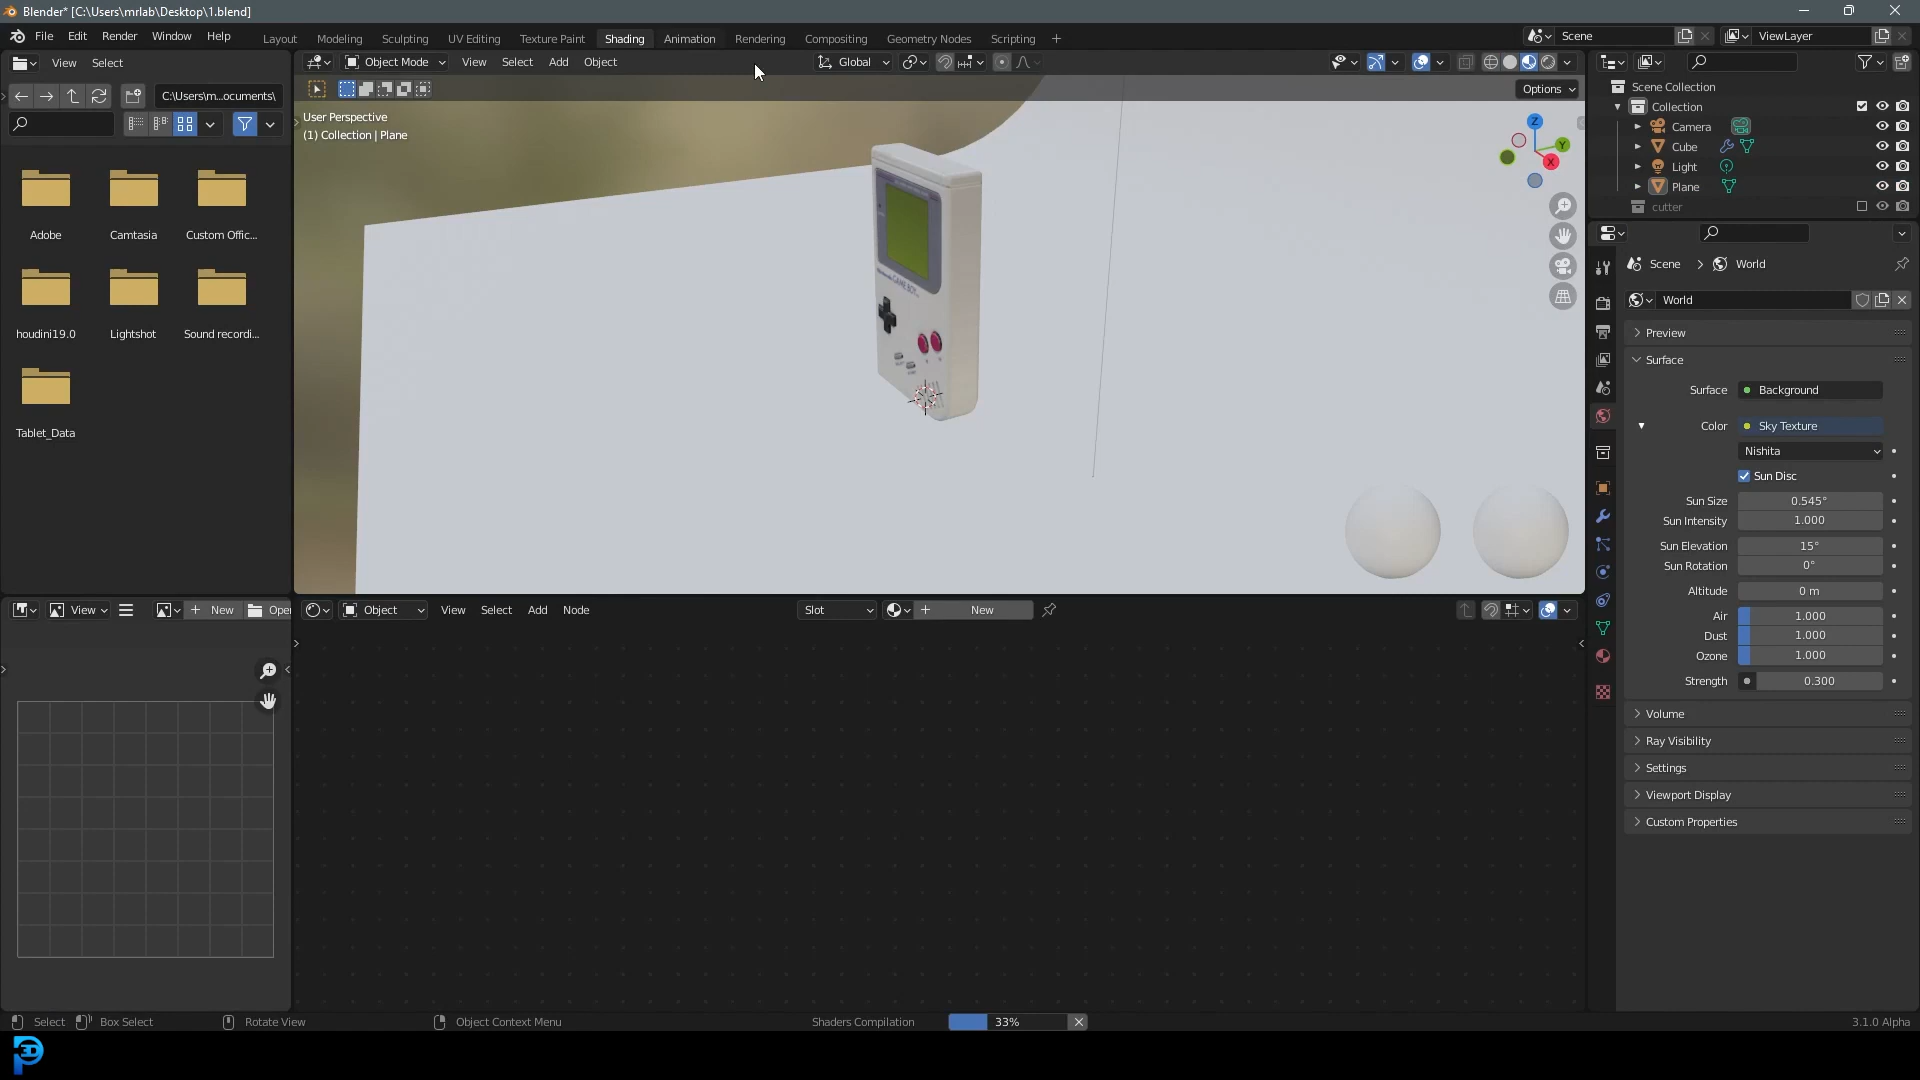 Blender* [C:\Users\mrlab\Desktop\1.blend]
File Edit Render Window Help
Layout Modeling Sculpting UV Editing Texture Paint Shading Animation Rendering Compositing Geometry Nodes Scripting +
Scene
ViewLayer
View Select
Object Mode View Select Add Object
Global
C:\Users\m...ocuments\
Options
User Perspective
(1) Collection | Plane
Adobe
Camtasia
Custom Offic...
houdini19.0
Lightshot
Sound recordi...
Tablet_Data
GAME BOY
Z
Y
X
Scene Collection
Collection
Camera
Cube
Light
Plane
cutter
Scene > World
World
Preview
Surface
Surface Background
Color Sky Texture
Nishita
Sun Disc
Sun Size 0.545°
Sun Intensity 1.000
Sun Elevation 15°
Sun Rotation 0°
Altitude 0 m
Air 1.000
Dust 1.000
Ozone 1.000
Strength 0.300
Volume
Ray Visibility
Settings
Viewport Display
Custom Properties
View New Oper
Object View Select Add Node
Slot
New
Select Box Select Rotate View Object Context Menu
Shaders Compilation 33%
3.1.0 Alpha
3D